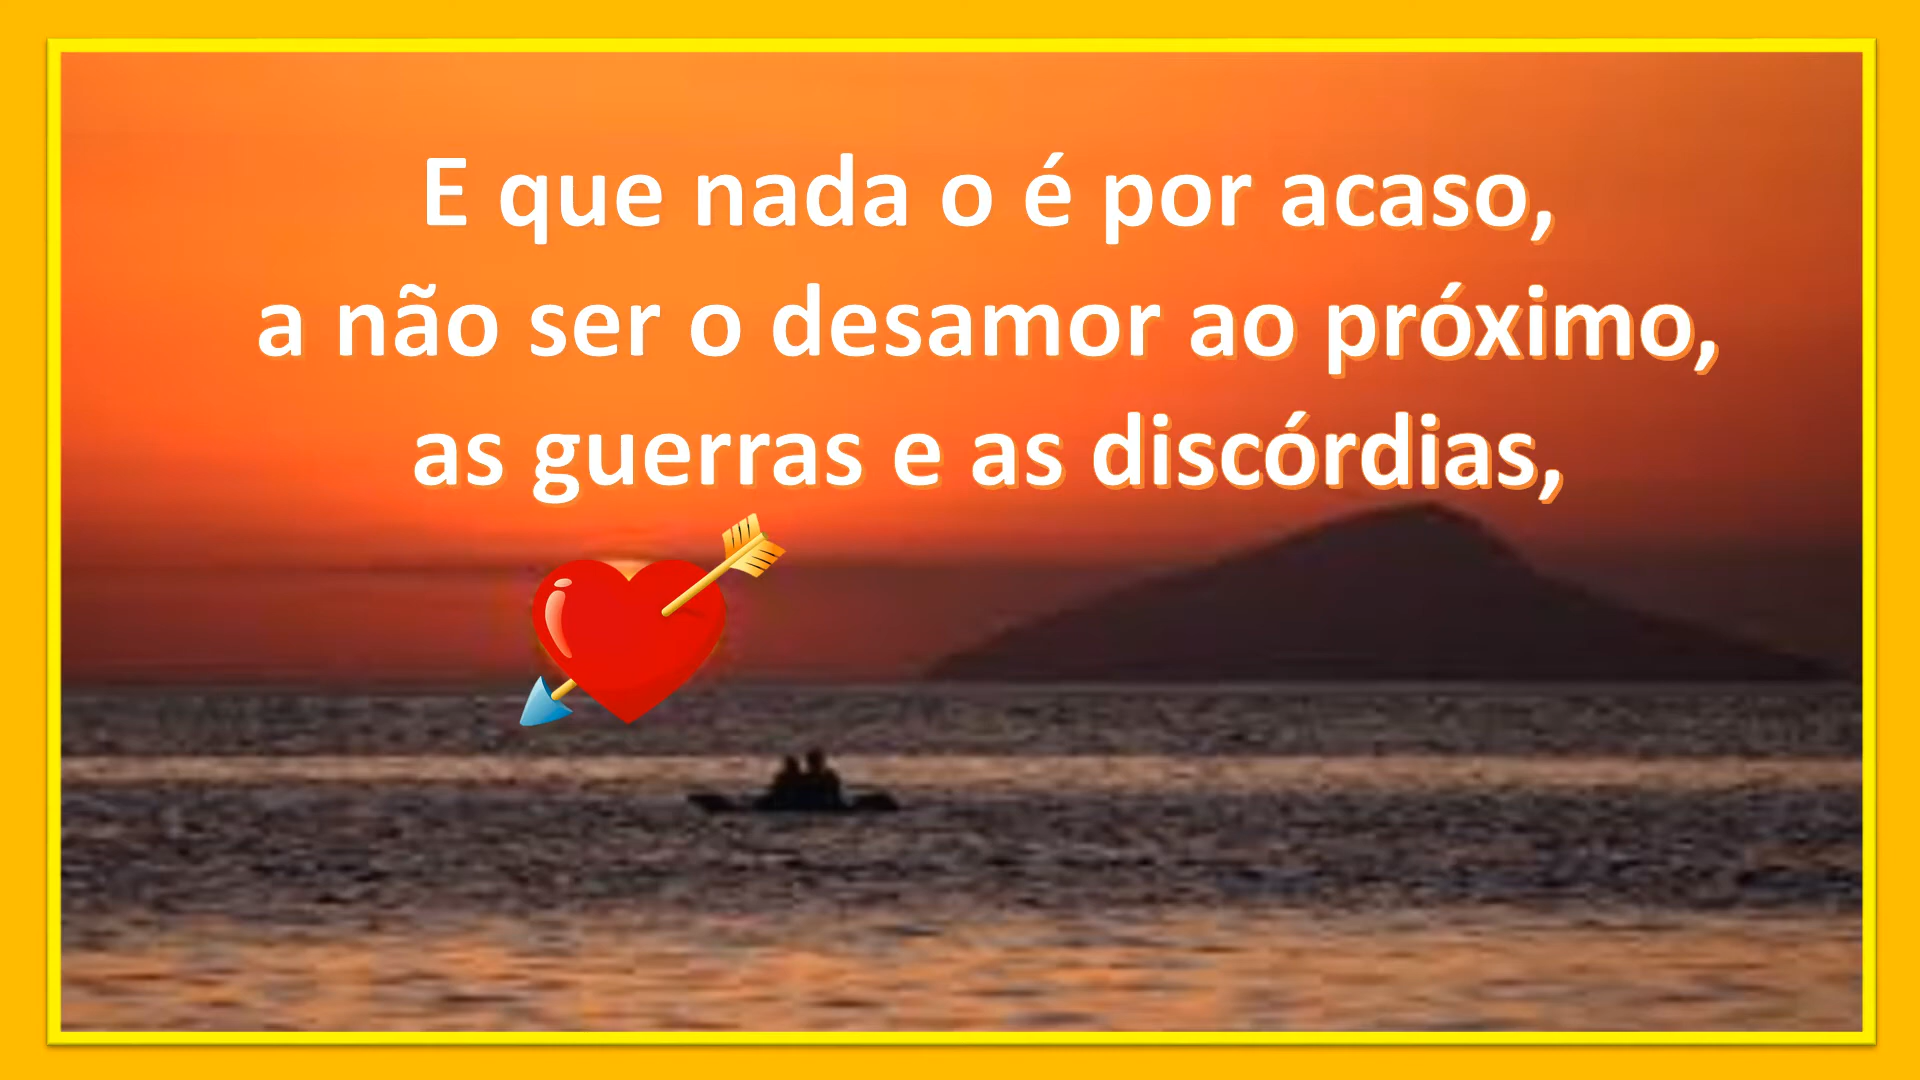 E que nada o é por acaso,
a não ser o desamor ao próximo,
as guerras e as discórdias,